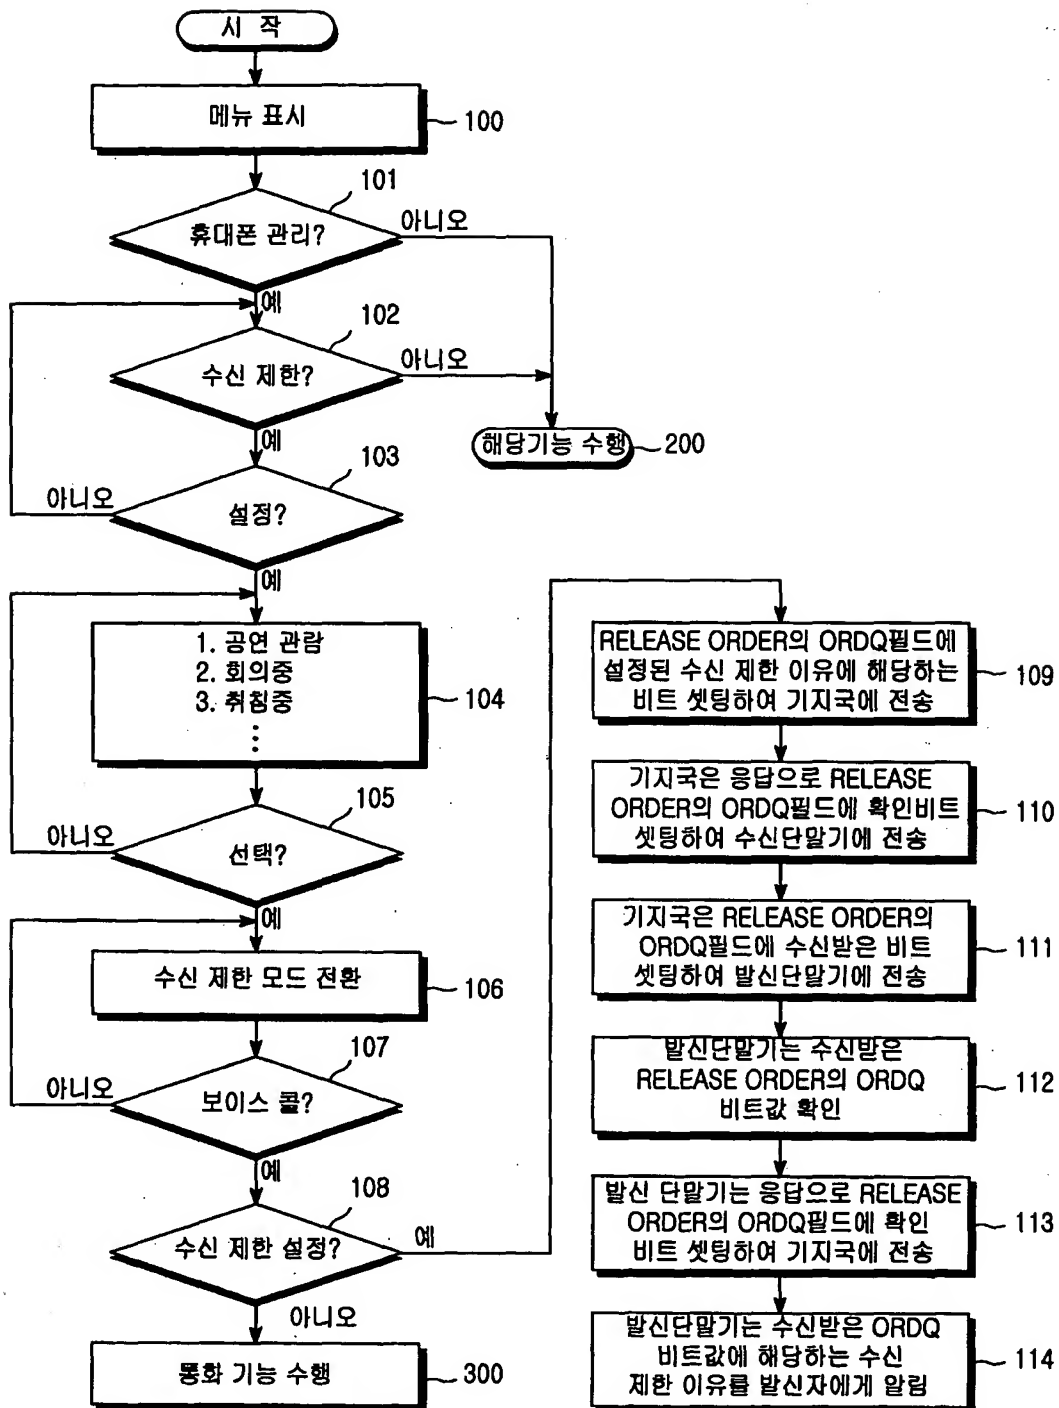 시 작
메뉴 표시
100
101
휴대폰 관리?
아니오
예
102
수신 제한?
아니오
예
해당기능 수행
200
103
설정?
아니오
예
1. 공연 관람
2. 회의중
3. 취침중
⋮
104
105
선택?
아니오
예
수신 제한 모드 전환
106
107
보이스 콜?
아니오
예
108
수신 제한 설정?
예
아니오
통화 기능 수행
300
RELEASE ORDER의 ORDQ필드에
설정된 수신 제한 이유에 해당하는
비트 셋팅하여 기지국에 전송
109
기지국은 응답으로 RELEASE
ORDER의 ORDQ필드에 확인비트
셋팅하여 수신단말기에 전송
110
기지국은 RELEASE ORDER의
ORDQ필드에 수신받은 비트
셋팅하여 발신단말기에 전송
111
발신단말기는 수신받은
RELEASE ORDER의 ORDQ
비트값 확인
112
발신 단말기는 응답으로 RELEASE
ORDER의 ORDQ필드에 확인
비트 셋팅하여 기지국에 전송
113
발신단말기는 수신받은 ORDQ
비트값에 해당하는 수신
제한 이유를 발신자에게 알림
114